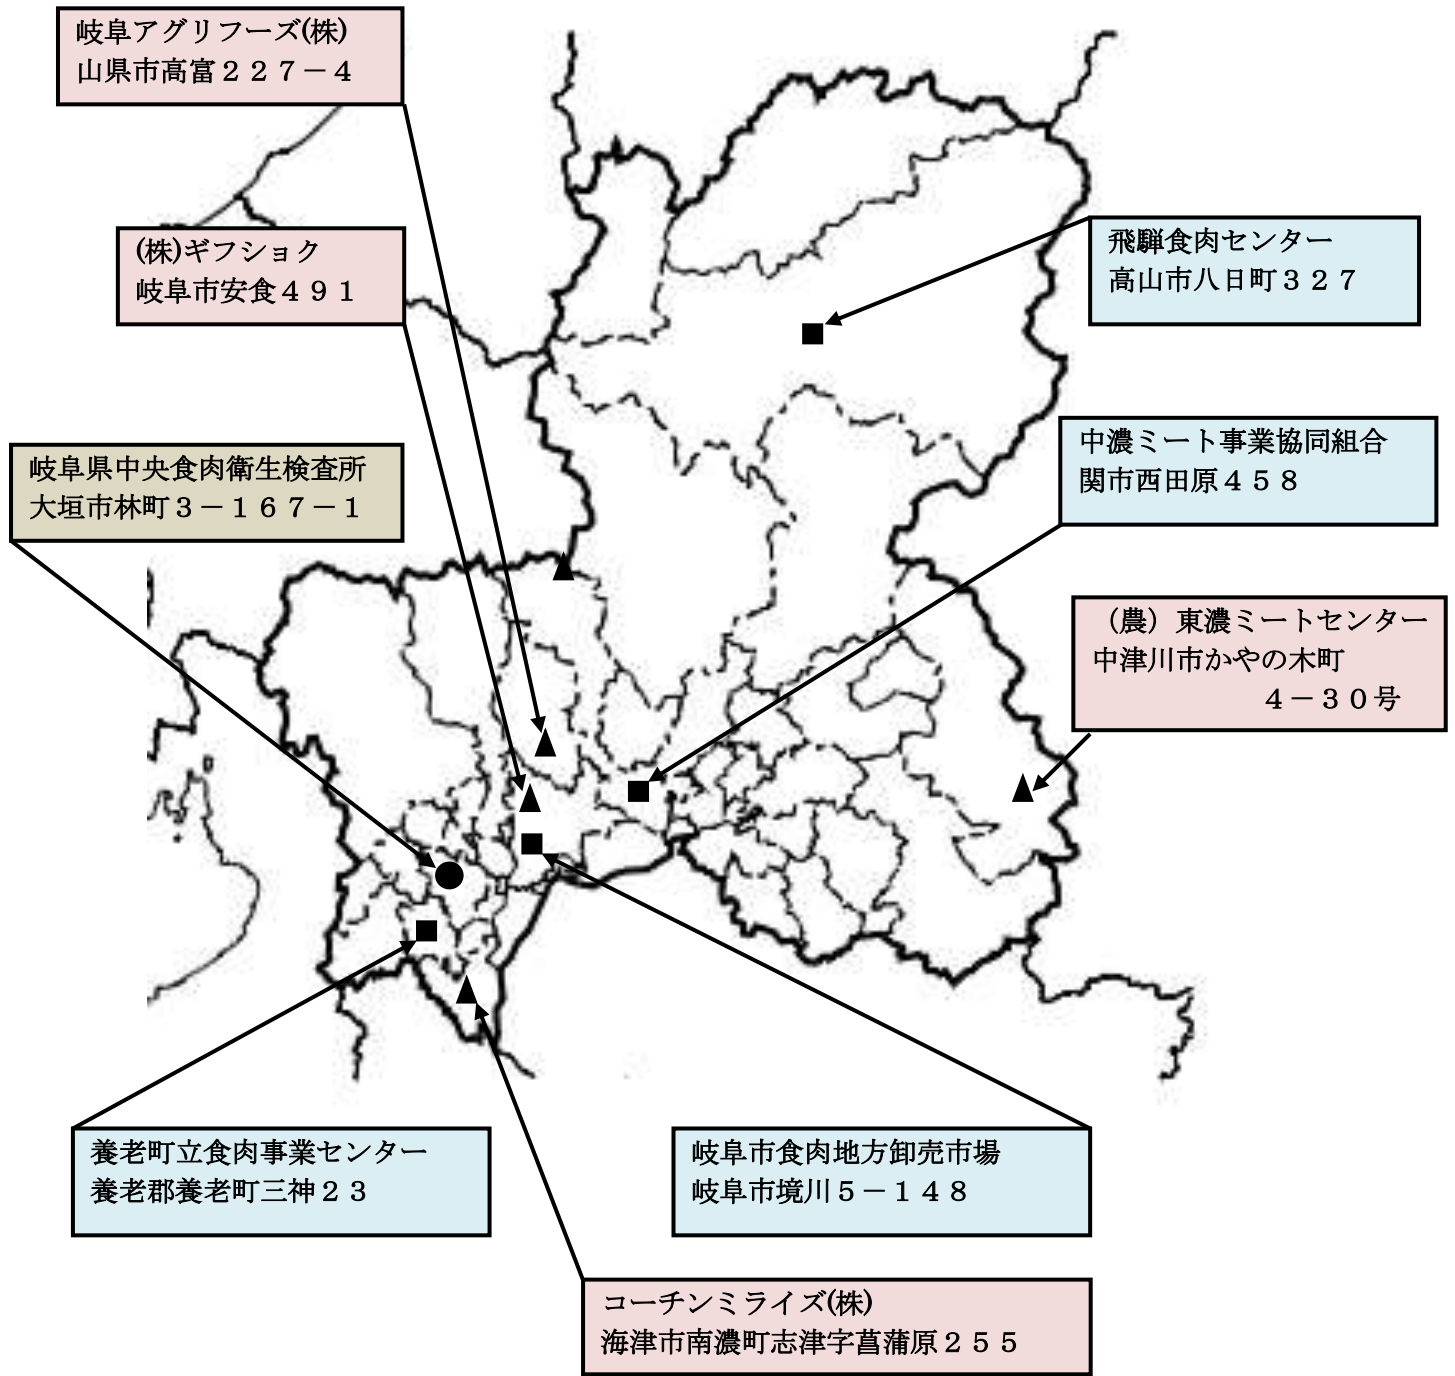 岐阜アグリフーズ(株)
山県市高富２２７－４
(株)ギフショク
岐阜市安食４９１
飛騨食肉センター
高山市八日町３２７
岐阜県中央食肉衛生検査所
大垣市林町３－１６７－１
中濃ミート事業協同組合
関市西田原４５８
（農）東濃ミートセンター
中津川市かやの木町
４－３０号
養老町立食肉事業センター
養老郡養老町三神２３
岐阜市食肉地方卸売市場
岐阜市境川５－１４８
コーチンミライズ(株)
海津市南濃町志津字菖蒲原２５５